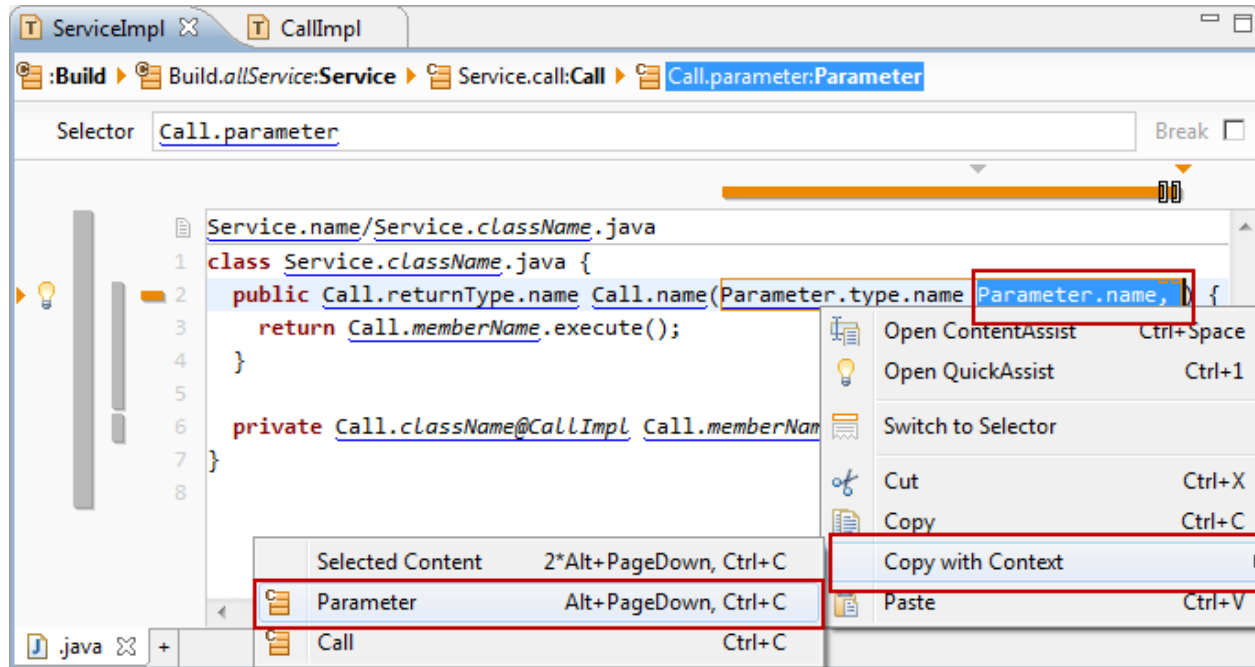 ServiceImpl CallImpl
:Build Build.allService:Service Service.call:Call Call.parameter:Parameter
Selector Call.parameter Break
Service.name/Service.className.java
1 class Service.className.java {
2 public Call.returnType.name Call.name(Parameter.type.name Parameter.name, ) {
3 return Call.memberName.execute();
4 }
5
6 private Call.className@CallImpl Call.memberNam
7 }
8
Open ContentAssist Ctrl+Space
Open QuickAssist Ctrl+1
Switch to Selector
Cut Ctrl+X
Copy Ctrl+C
Copy with Context
Paste Ctrl+V
Selected Content 2*Alt+PageDown, Ctrl+C
Parameter Alt+PageDown, Ctrl+C
Call Ctrl+C
.java +